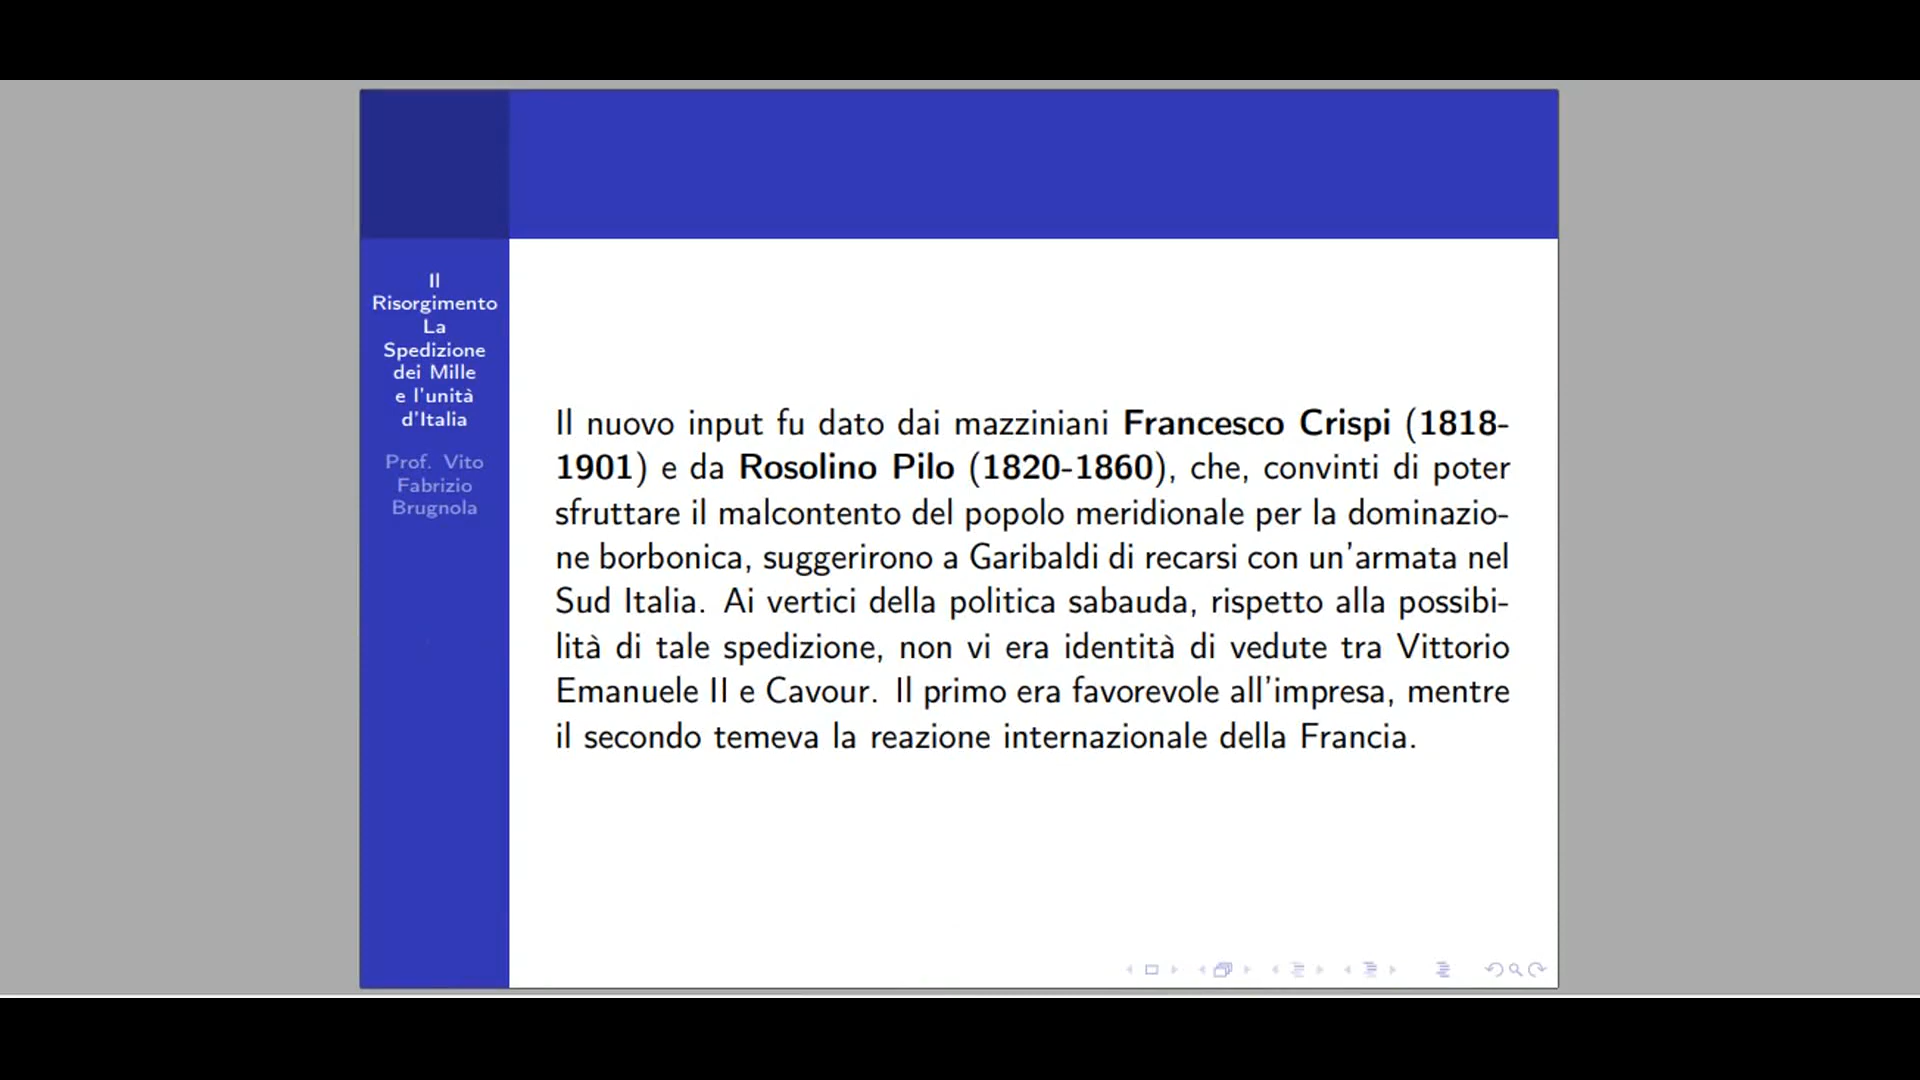 Il
Risorgimento
La
Spedizione
dei Mille
e l'unità
d'Italia
Prof. Vito
Fabrizio
Brugnola
Il nuovo input fu dato dai mazziniani Francesco Crispi (1818-
1901) e da Rosolino Pilo (1820-1860), che, convinti di poter
sfruttare il malcontento del popolo meridionale per la dominazio-
ne borbonica, suggerirono a Garibaldi di recarsi con un'armata nel
Sud Italia. Ai vertici della politica sabauda, rispetto alla possibi-
lità di tale spedizione, non vi era identità di vedute tra Vittorio
Emanuele II e Cavour. Il primo era favorevole all'impresa, mentre
il secondo temeva la reazione internazionale della Francia.